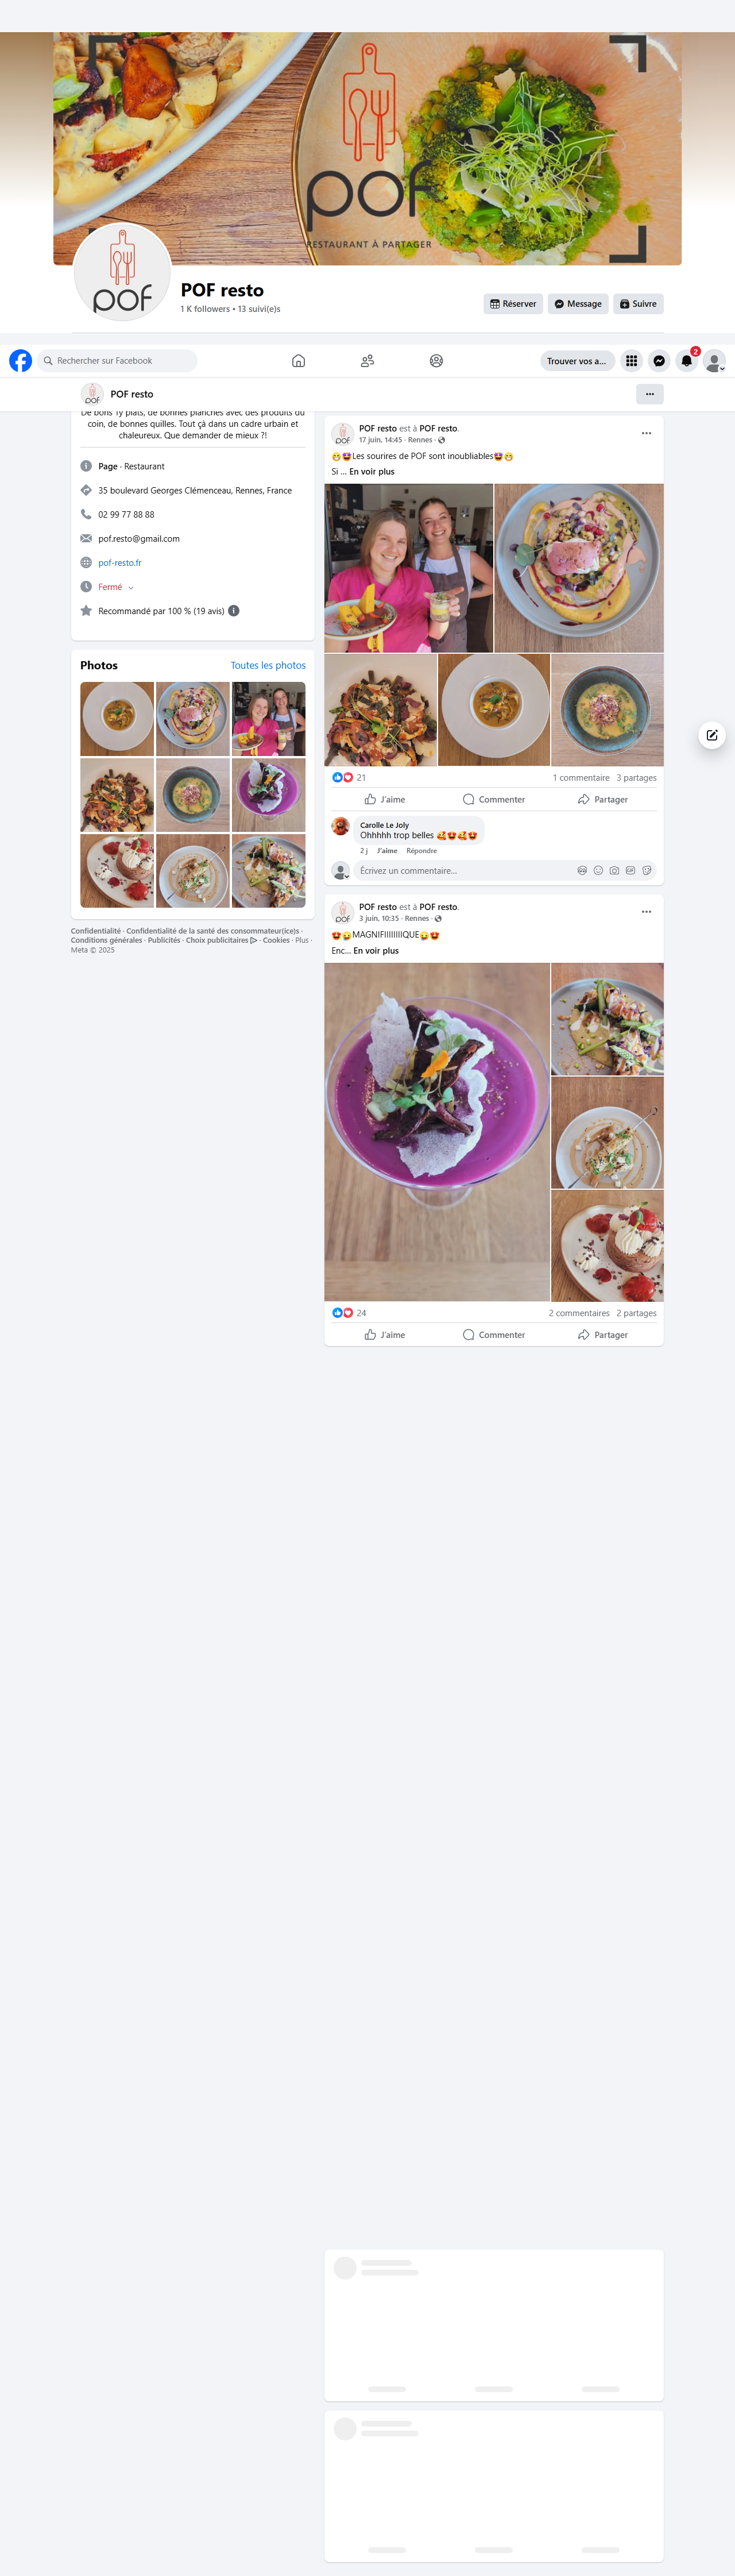 pof
RESTAURANT À PARTAGER
pof
POF resto
1 K followers • 13 suivi(e)s
Réserver
Message
Suivre
Rechercher sur Facebook
Trouver vos a...
2
pof
POF resto
De bons Ty plats, de bonnes planches avec des produits du
coin, de bonnes quilles. Tout çà dans un cadre urbain et
chaleureux. Que demander de mieux ?!
Page · Restaurant
35 boulevard Georges Clémenceau, Rennes, France
02 99 77 88 88
pof.resto@gmail.com
pof-resto.fr
Fermé
Recommandé par 100 % (19 avis)
Photos
Toutes les photos
Confidentialité · Confidentialité de la santé des consommateur(ice)s ·
Conditions générales · Publicités · Choix publicitaires · Cookies · Plus ·
Meta © 2025
pof
POF resto est à POF resto.
17 juin, 14:45 · Rennes ·
😁🤩Les sourires de POF sont inoubliables🤩😁
Si ... En voir plus
21
1 commentaire 3 partages
J'aime
Commenter
Partager
Carolle Le Joly
Ohhhhh trop belles 🥰😍🥰😍
2 j J'aime Répondre
Écrivez un commentaire...
GIF
pof
POF resto est à POF resto.
3 juin, 10:35 · Rennes ·
😍😜MAGNIFIIIIIIIIQUE😜😍
Enc... En voir plus
24
2 commentaires 2 partages
J'aime
Commenter
Partager